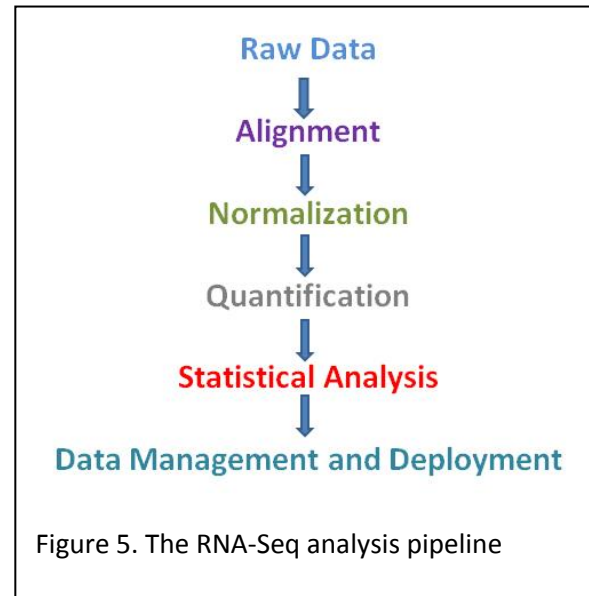 Raw Data
Alignment
Normalization
Quantification
Statistical Analysis
Data Management and Deployment
Figure 5. The RNA-Seq analysis pipeline